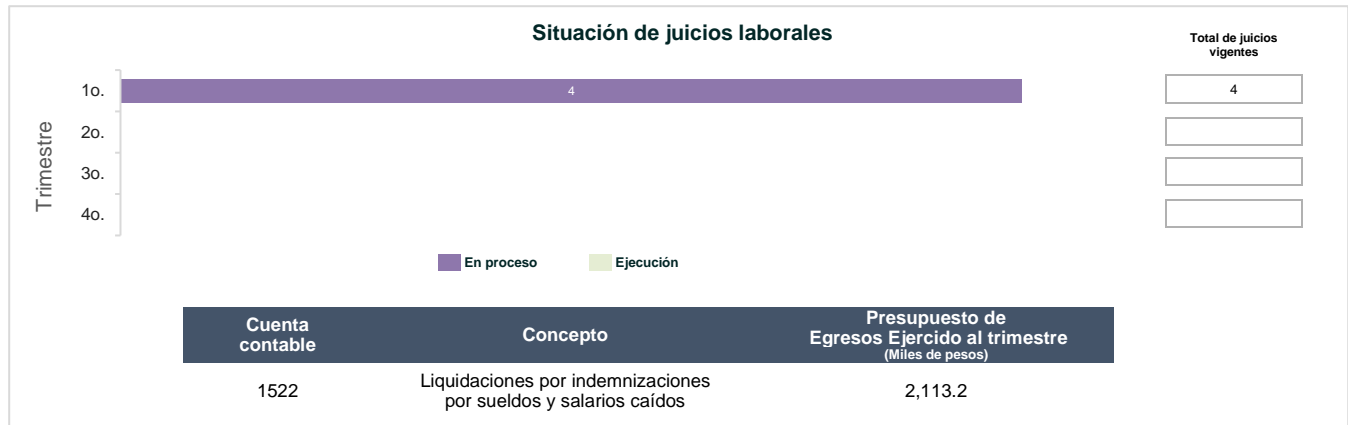 Situación de juicios laborales
Total de juicios
vigentes
Trimestre
1o.
4
4
2o.
3o.
4o.
En proceso
Ejecución
Cuenta
contable
Concepto
Presupuesto de
Egresos Ejercido al trimestre
(Miles de pesos)
1522
Liquidaciones por indemnizaciones
por sueldos y salarios caídos
2,113.2